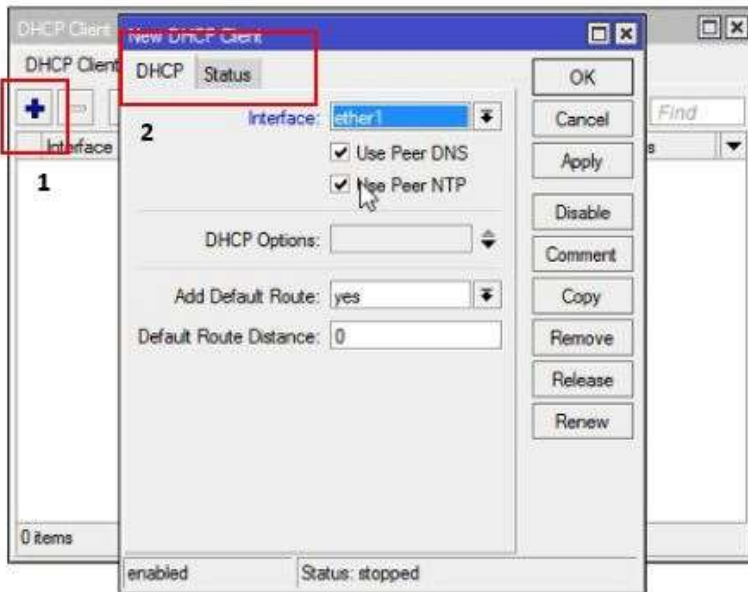 DHCP Client
New DHCP Client
DHCP Client
DHCP Status
OK
Interface: ether1
Cancel
Find
2
Use Peer DNS
Interface
s
Apply
1
Use Peer NTP
Disable
DHCP Options:
Comment
Add Default Route: yes
Copy
Default Route Distance: 0
Remove
Release
Renew
0 items
enabled
Status: stopped